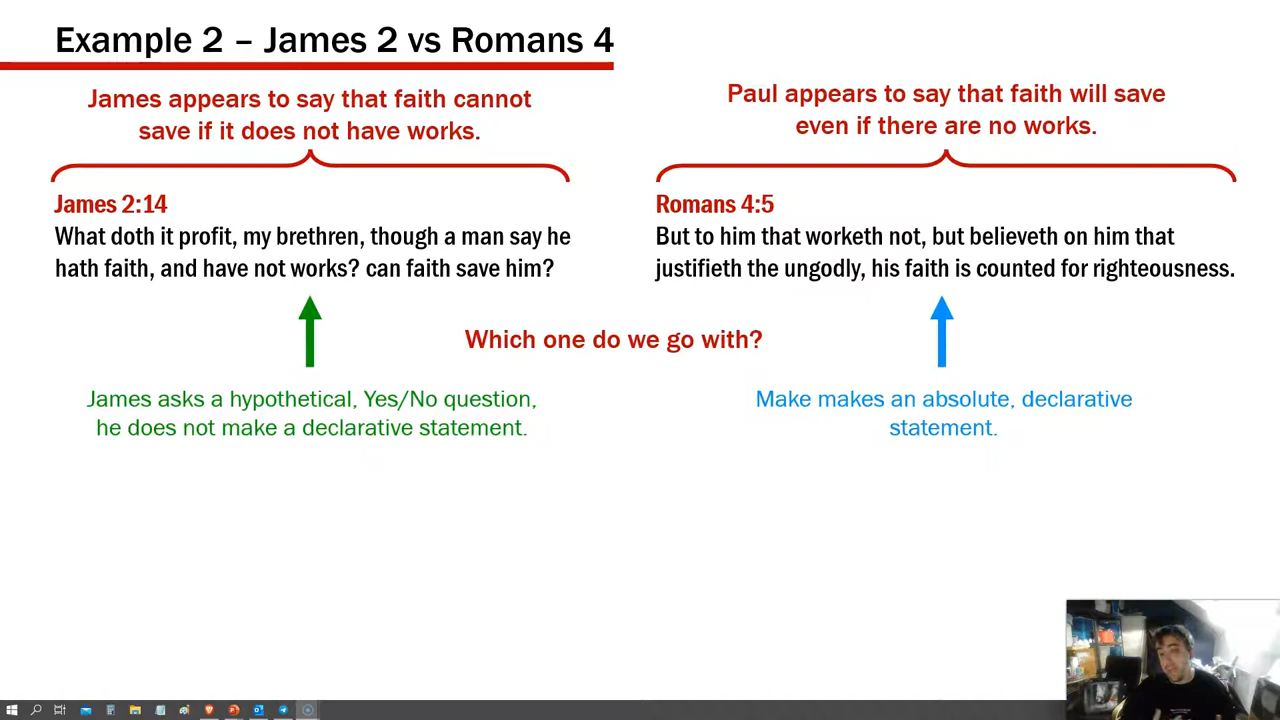 Example 2 – James 2 vs Romans 4
James appears to say that faith cannot
save if it does not have works.
Paul appears to say that faith will save
even if there are no works.
James 2:14
What doth it profit, my brethren, though a man say he
hath faith, and have not works? can faith save him?
Romans 4:5
But to him that worketh not, but believeth on him that
justifieth the ungodly, his faith is counted for righteousness.
Which one do we go with?
James asks a hypothetical, Yes/No question,
he does not make a declarative statement.
Make makes an absolute, declarative
statement.